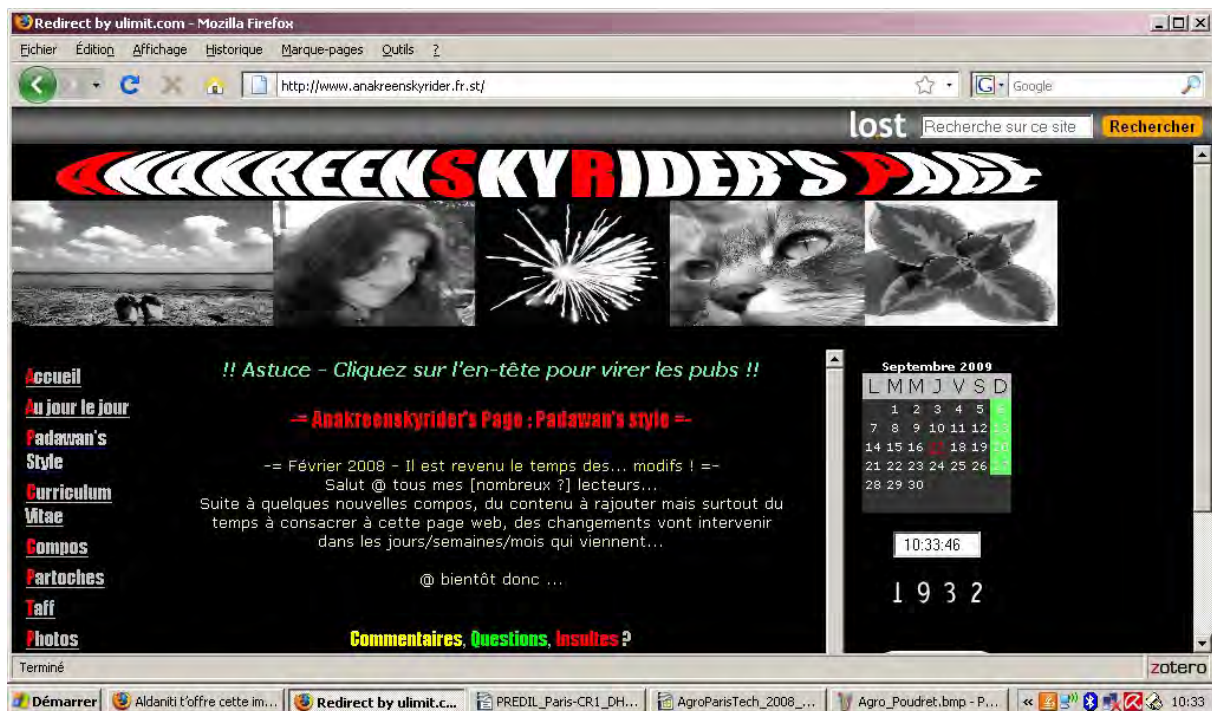 Redirect by ulimit.com - Mozilla Firefox
Fichier Édition Affichage Historique Marque-pages Outils ?
http://www.anakreenskyrider.fr.st/
G Google
lost Recherche sur ce site Rechercher
ANAKREENSKYRIDER'S PAGE
Accueil
Au jour le jour
Padawan's
Style
Curriculum
Vitae
Compos
Partoches
Taff
Photos
!! Astuce - Cliquez sur l'en-tête pour virer les pubs !!
-= Anakreenskyrider's Page : Padawan's style =-
-= Février 2008 - Il est revenu le temps des... modifs ! =-
Salut @ tous mes [nombreux ?] lecteurs...
Suite à quelques nouvelles compos, du contenu à rajouter mais surtout du
temps à consacrer à cette page web, des changements vont intervenir
dans les jours/semaines/mois qui viennent...
@ bientôt donc ...
Commentaires, Questions, Insultes ?
Septembre 2009
L M M J V S D
1 2 3 4 5 6
7 8 9 10 11 12 13
14 15 16 17 18 19 20
21 22 23 24 25 26 27
28 29 30
10:33:46
1 9 3 2
Terminé
zotero
Démarrer
Aldaniti t'offre cette im...
Redirect by ulimit.c...
PREDIL_Paris-CR1_DH...
AgroParisTech_2008_...
Agro_Poudret.bmp - P...
«
10:33